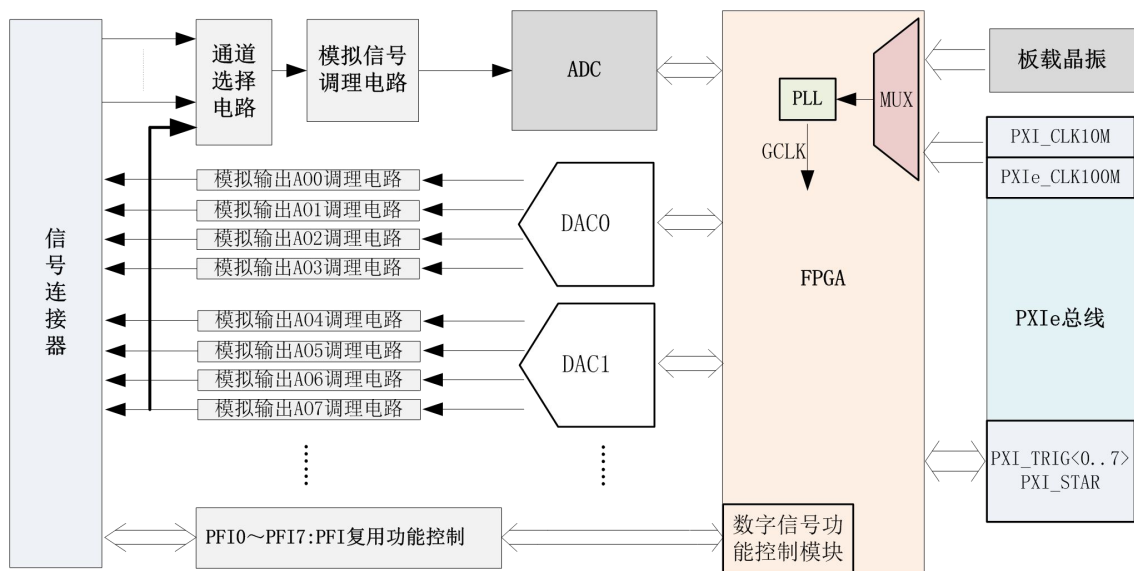 信号连接器
通道
选择
电路
模拟信号
调理电路
ADC
板载晶振
PLL
MUX
GCLK
PXI_CLK10M
PXIe_CLK100M
模拟输出AO0调理电路
模拟输出AO1调理电路
模拟输出AO2调理电路
模拟输出AO3调理电路
DAC0
FPGA
PXIe总线
模拟输出AO4调理电路
模拟输出AO5调理电路
模拟输出AO6调理电路
模拟输出AO7调理电路
DAC1
PXI_TRIG<0..7>
PXI_STAR
PFI0～PFI7:PFI复用功能控制
数字信号功
能控制模块